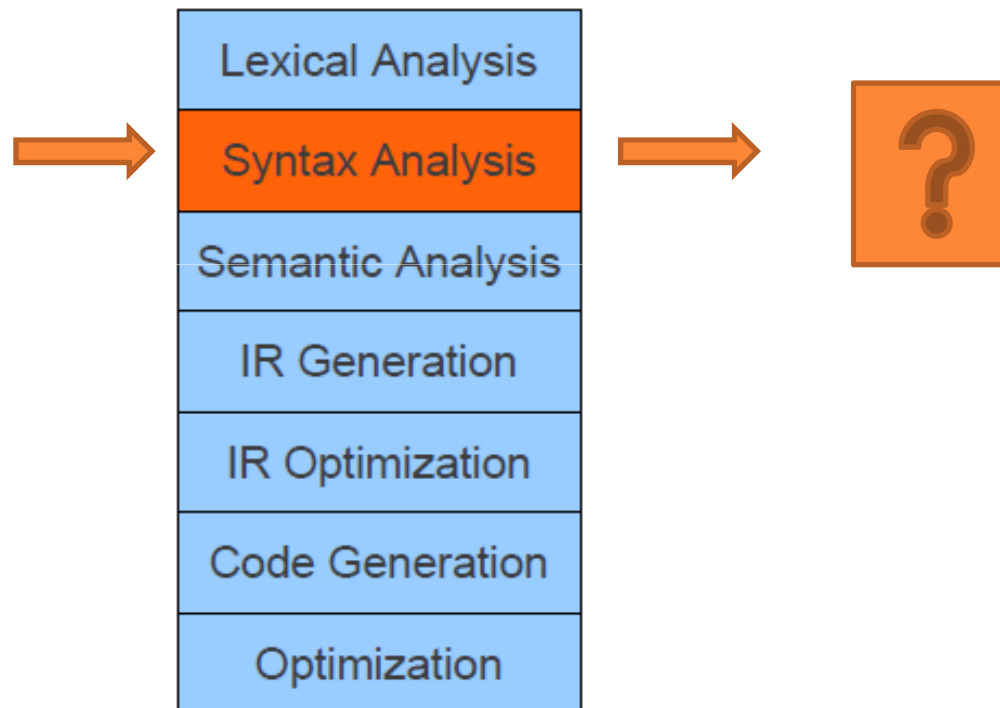 Lexical Analysis
Syntax Analysis
?
Semantic Analysis
IR Generation
IR Optimization
Code Generation
Optimization